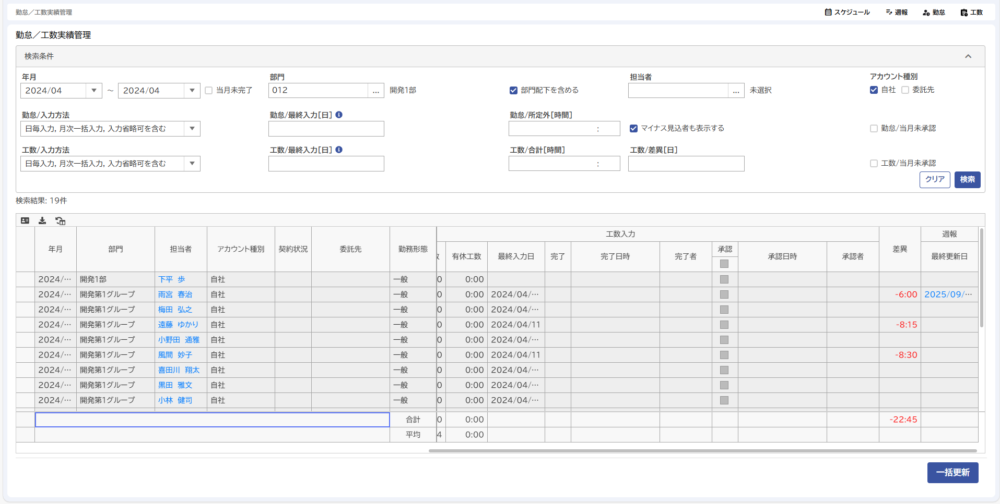 勤怠／工数実績管理
スケジュール 週報 勤怠 工数
勤怠／工数実績管理
検索条件
年月 部門 担当者 アカウント種別
2024/04 ～ 2024/04 当月未完了 012 ... 開発1部 部門配下を含める ... 未選択 自社 委託先
勤怠/入力方法 勤怠/最終入力[日] 勤怠/所定外[時間]
日毎入力, 月次一括入力, 入力省略可を含む : マイナス見込者も表示する 勤怠/当月未承認
工数/入力方法 工数/最終入力[日] 工数/合計[時間] 工数/差異[日]
日毎入力, 月次一括入力, 入力省略可を含む : 工数/当月未承認
クリア 検索
検索結果: 19件
工数入力 週報
年月 部門 担当者 アカウント種別 契約状況 委託先 勤務形態 有休工数 最終入力日 完了 完了日時 完了者 承認 承認日時 承認者 差異 最終更新日
2024/… 開発1部 下平 歩 自社 一般 0 0:00
2024/… 開発第1グループ 雨宮 春治 自社 一般 0 0:00 2024/04/… -6:00 2025/09/…
2024/… 開発第1グループ 梅田 弘之 自社 一般 0 0:00 2024/04/…
2024/… 開発第1グループ 遠藤 ゆかり 自社 一般 0 0:00 2024/04/11 -8:15
2024/… 開発第1グループ 小野田 通雅 自社 一般 0 0:00 2024/04/…
2024/… 開発第1グループ 風間 妙子 自社 一般 0 0:00 2024/04/11 -8:30
2024/… 開発第1グループ 喜田川 翔太 自社 一般 0 0:00 2024/04/…
2024/… 開発第1グループ 黒田 雅文 自社 一般 0 0:00 2024/04/…
2024/… 開発第1グループ 小林 健司 自社 一般 0 0:00 2024/04/…
合計 0 0:00 -22:45
平均 4 0:00
一括更新